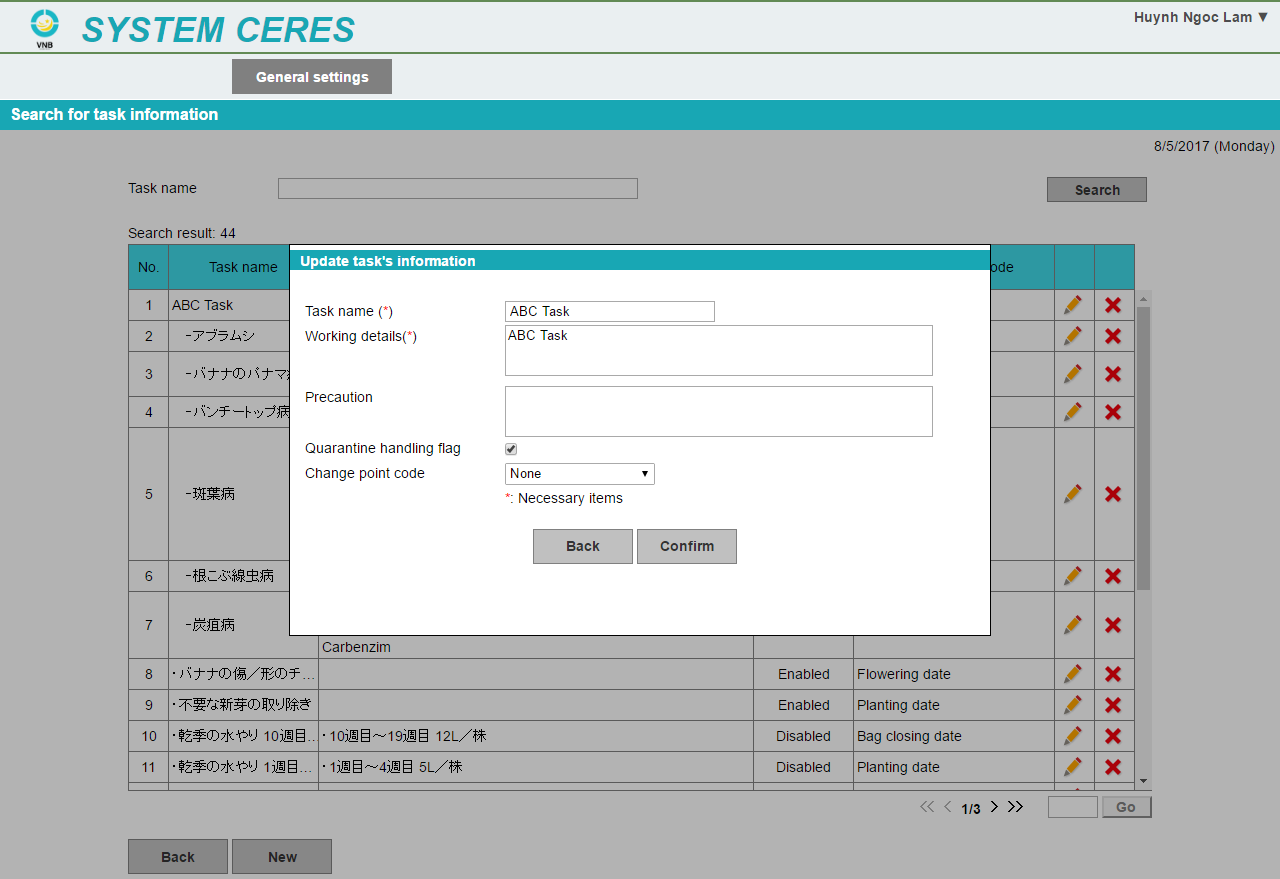 VNB
SYSTEM CERES
Huynh Ngoc Lam ▼
General settings
Search for task information
8/5/2017 (Monday)
Task name
Search
Search result: 44
No. Task name ode
Update task's information
Task name (*) ABC Task
Working details(*) ABC Task
Precaution
Quarantine handling flag
Change point code None
*: Necessary items
Back Confirm
1 ABC Task
2 -アブラムシ
3 -バナナのパナマ
4 -バンチートップ病
5 -斑葉病
6 -根こぶ線虫病
7 -炭疽病
Carbenzim
8 ・バナナの傷／形のチ... Enabled Flowering date
9 ・不要な新芽の取り除き Enabled Planting date
10 ・乾季の水やり 10週目... ・10週目～19週目 12L／株 Disabled Bag closing date
11 ・乾季の水やり 1週目... ・1週目～4週目 5L／株 Disabled Planting date
1/3 Go
Back New